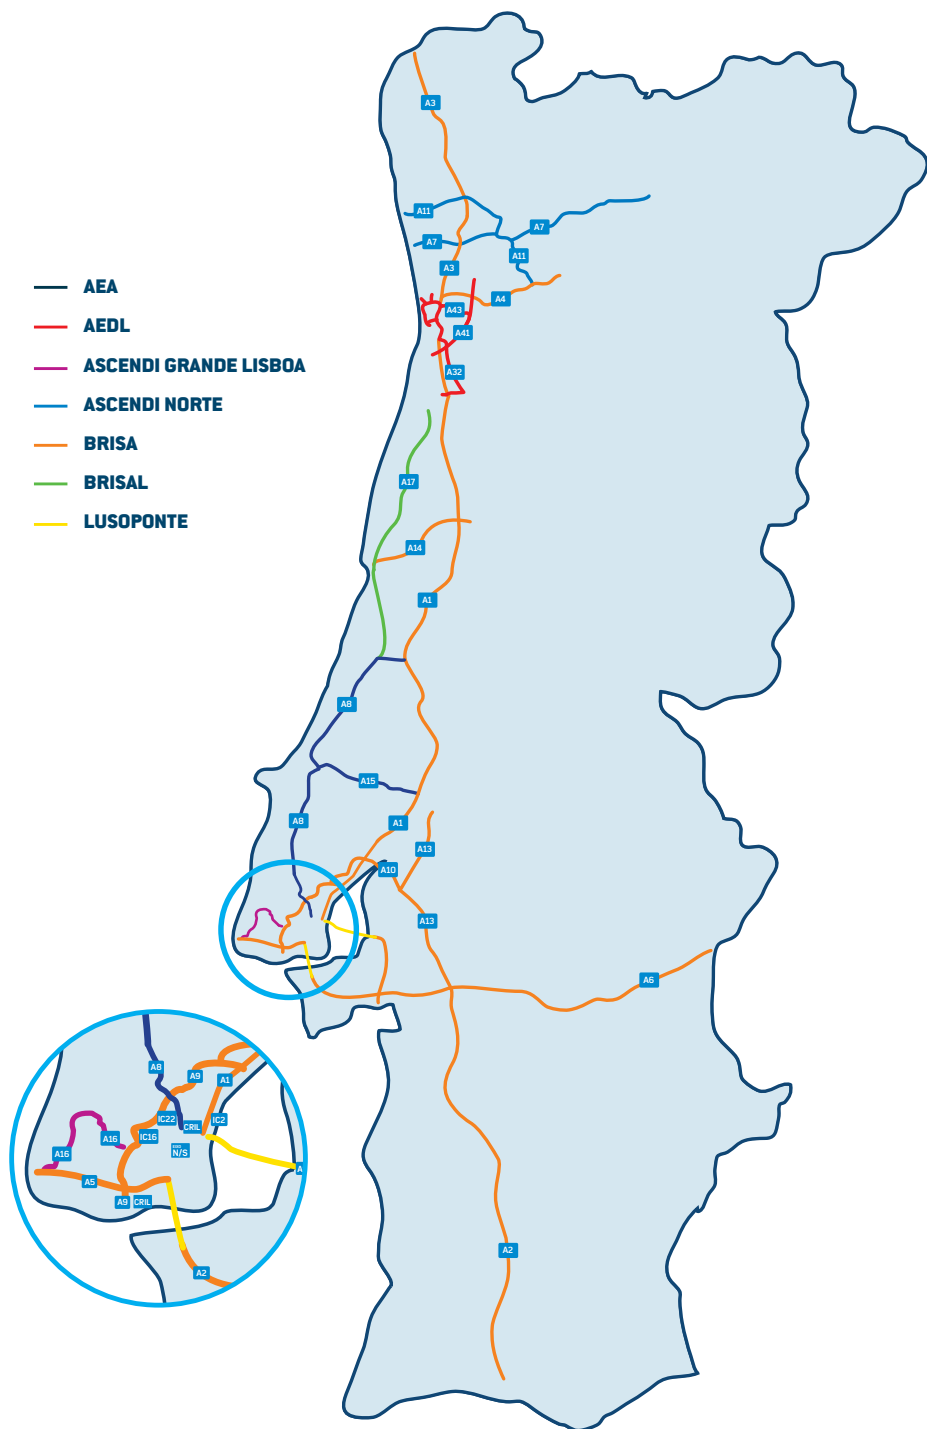 A3
A11
A7
A7
A11
A3
A4
A43
A41
A32
AEA
AEDL
ASCENDI GRANDE LISBOA
ASCENDI NORTE
BRISA
BRISAL
LUSOPONTE
A17
A14
A1
A8
A15
A8
A1
A13
A10
A13
A6
A8
A9
A1
IC22
CRIL
IC2
A16
IC16
N/S
A16
A5
A9
CRIL
A
A2
A2